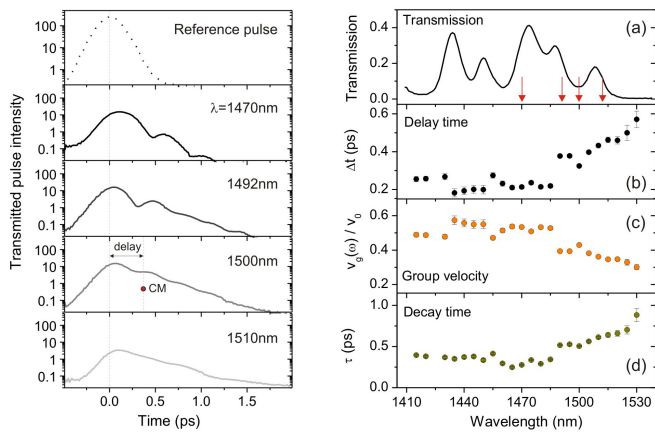 Transmitted pulse intensity
Reference pulse
100
10
1
λ=1470nm
100
10
1
0.1
1492nm
100
10
1
0.1
1500nm
delay
CM
100
10
1
0.1
1510nm
100
10
1
0.1
0.0 0.5 1.0 1.5
Time (ps)
Transmission
(a)
Transmission
0.4
0.2
0.0
Delay time
(b)
Δt (ps)
0.6
0.4
0.2
Group velocity
(c)
vg(ω) / v0
0.6
0.4
0.2
Decay time
(d)
τ (ps)
1.0
0.5
0.0
1410 1440 1470 1500 1530
Wavelength (nm)